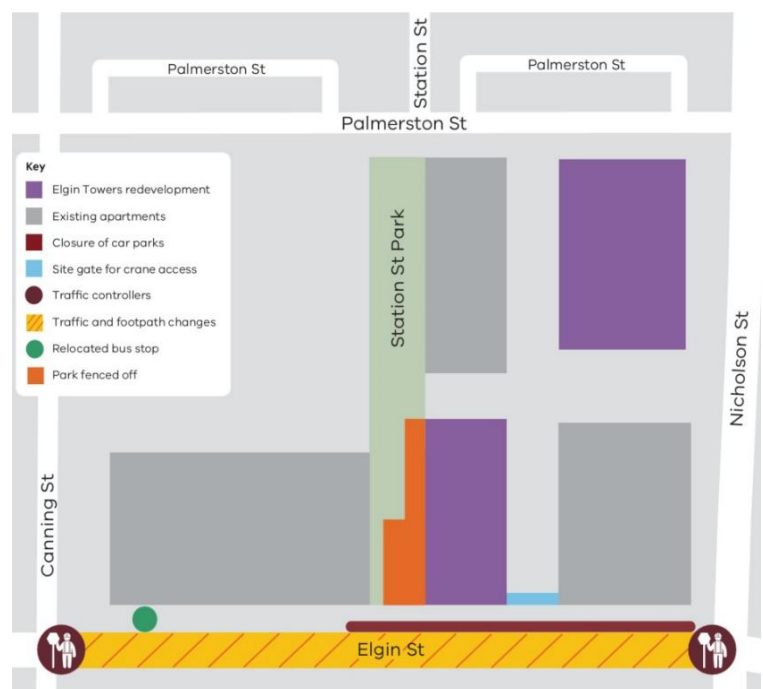 Station St
Palmerston St
Palmerston St
Palmerston St
Key
Elgin Towers redevelopment
Existing apartments
Closure of car parks
Site gate for crane access
Traffic controllers
Traffic and footpath changes
Relocated bus stop
Park fenced off
Station St Park
Nicholson St
Canning St
Elgin St